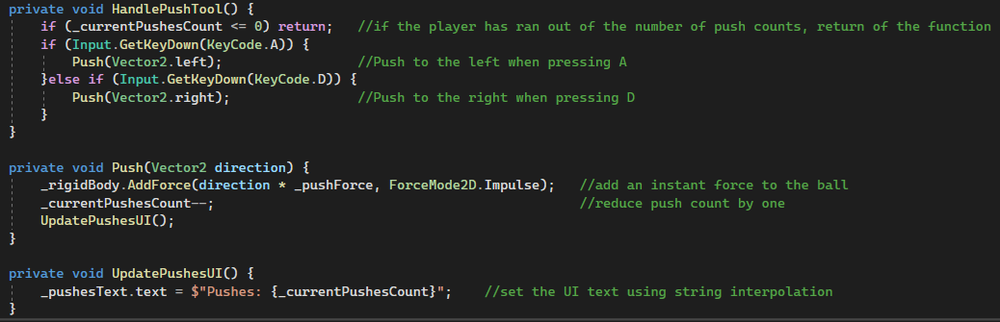 private void HandlePushTool() {
if (_currentPushesCount <= 0) return; //if the player has ran out of the number of push counts, return of the function
if (Input.GetKeyDown(KeyCode.A)) {
Push(Vector2.left); //Push to the left when pressing A
}else if (Input.GetKeyDown(KeyCode.D)) {
Push(Vector2.right); //Push to the right when pressing D
}
}
private void Push(Vector2 direction) {
_rigidBody.AddForce(direction * _pushForce, ForceMode2D.Impulse); //add an instant force to the ball
_currentPushesCount--; //reduce push count by one
UpdatePushesUI();
}
private void UpdatePushesUI() {
_pushesText.text = $"Pushes: {_currentPushesCount}"; //set the UI text using string interpolation
}